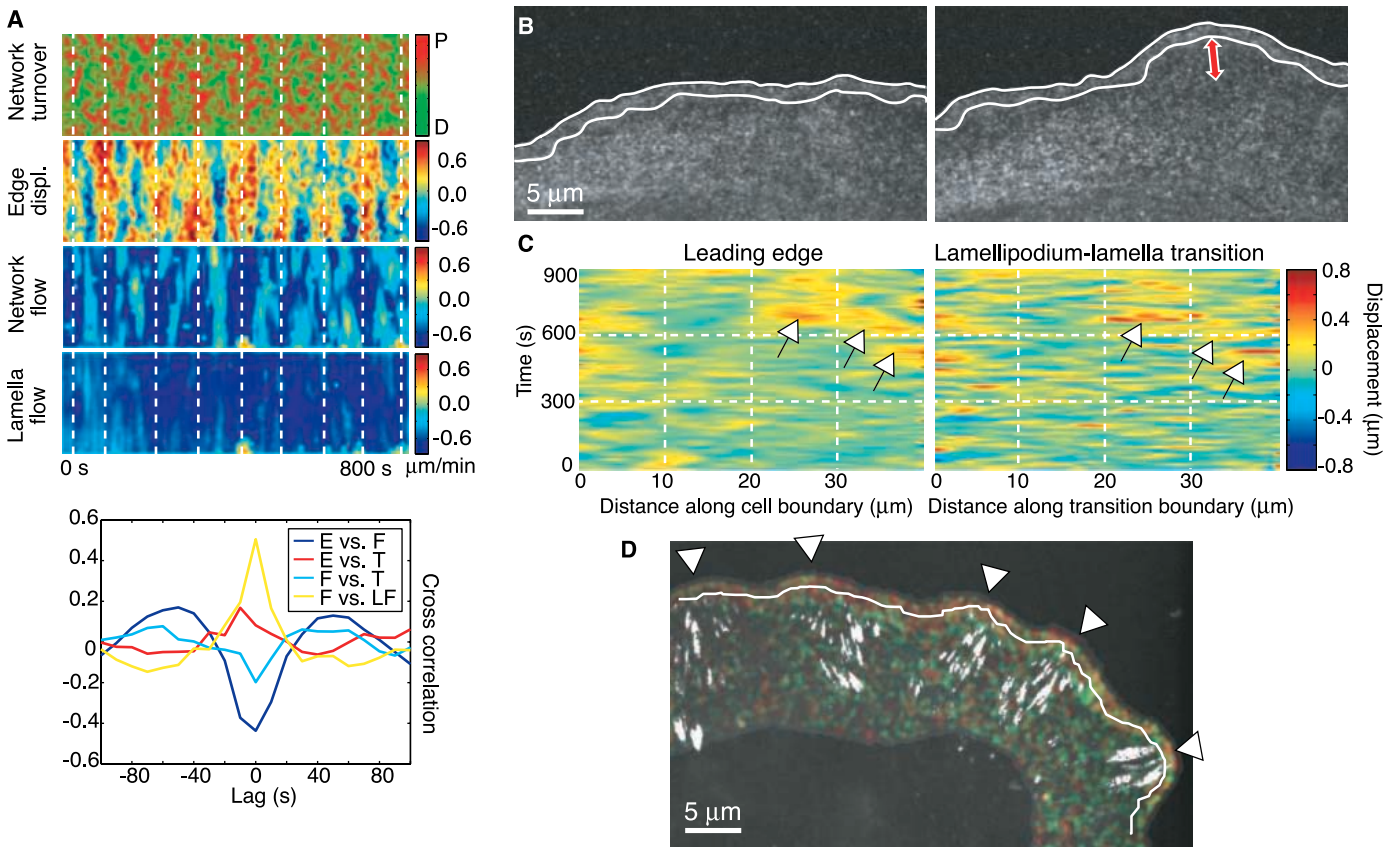 A
Network
turnover
P
D
Edge
displ.
0.6
0.0
-0.6
Network
flow
0.6
0.0
-0.6
Lamella
flow
0.6
0.0
-0.6
0 s
800 s
μm/min
0.6
0.4
0.2
0
-0.2
-0.4
-0.6
E vs. F
E vs. T
F vs. T
F vs. LF
-80
-40
0
40
80
Lag (s)
Cross correlation
B
5 μm
C
Leading edge
Lamellipodium-lamella transition
900
600
300
0
Time (s)
0
10
20
30
Distance along cell boundary (μm)
0
10
20
30
Distance along transition boundary (μm)
0.8
0.4
0
-0.4
-0.8
Displacement (μm)
D
5 μm